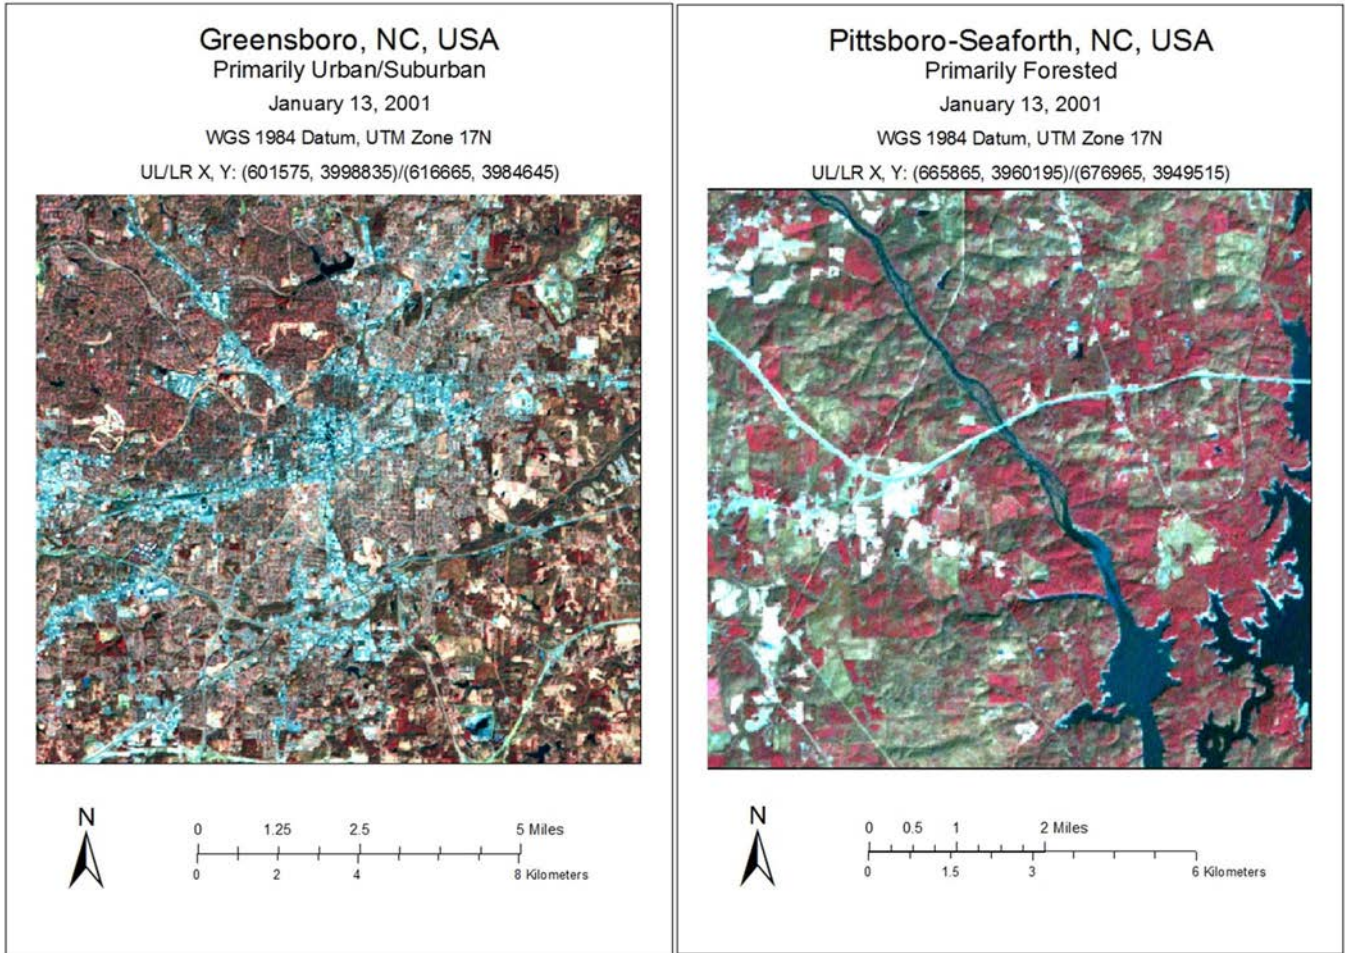 Greensboro, NC, USA
Primarily Urban/Suburban
January 13, 2001
WGS 1984 Datum, UTM Zone 17N
UL/LR X, Y: (601575, 3998835)/(616665, 3984645)
N
0 1.25 2.5 5 Miles
0 2 4 8 Kilometers
Pittsboro-Seaforth, NC, USA
Primarily Forested
January 13, 2001
WGS 1984 Datum, UTM Zone 17N
UL/LR X, Y: (665865, 3960195)/(676965, 3949515)
N
0 0.5 1 2 Miles
0 1.5 3 6 Kilometers